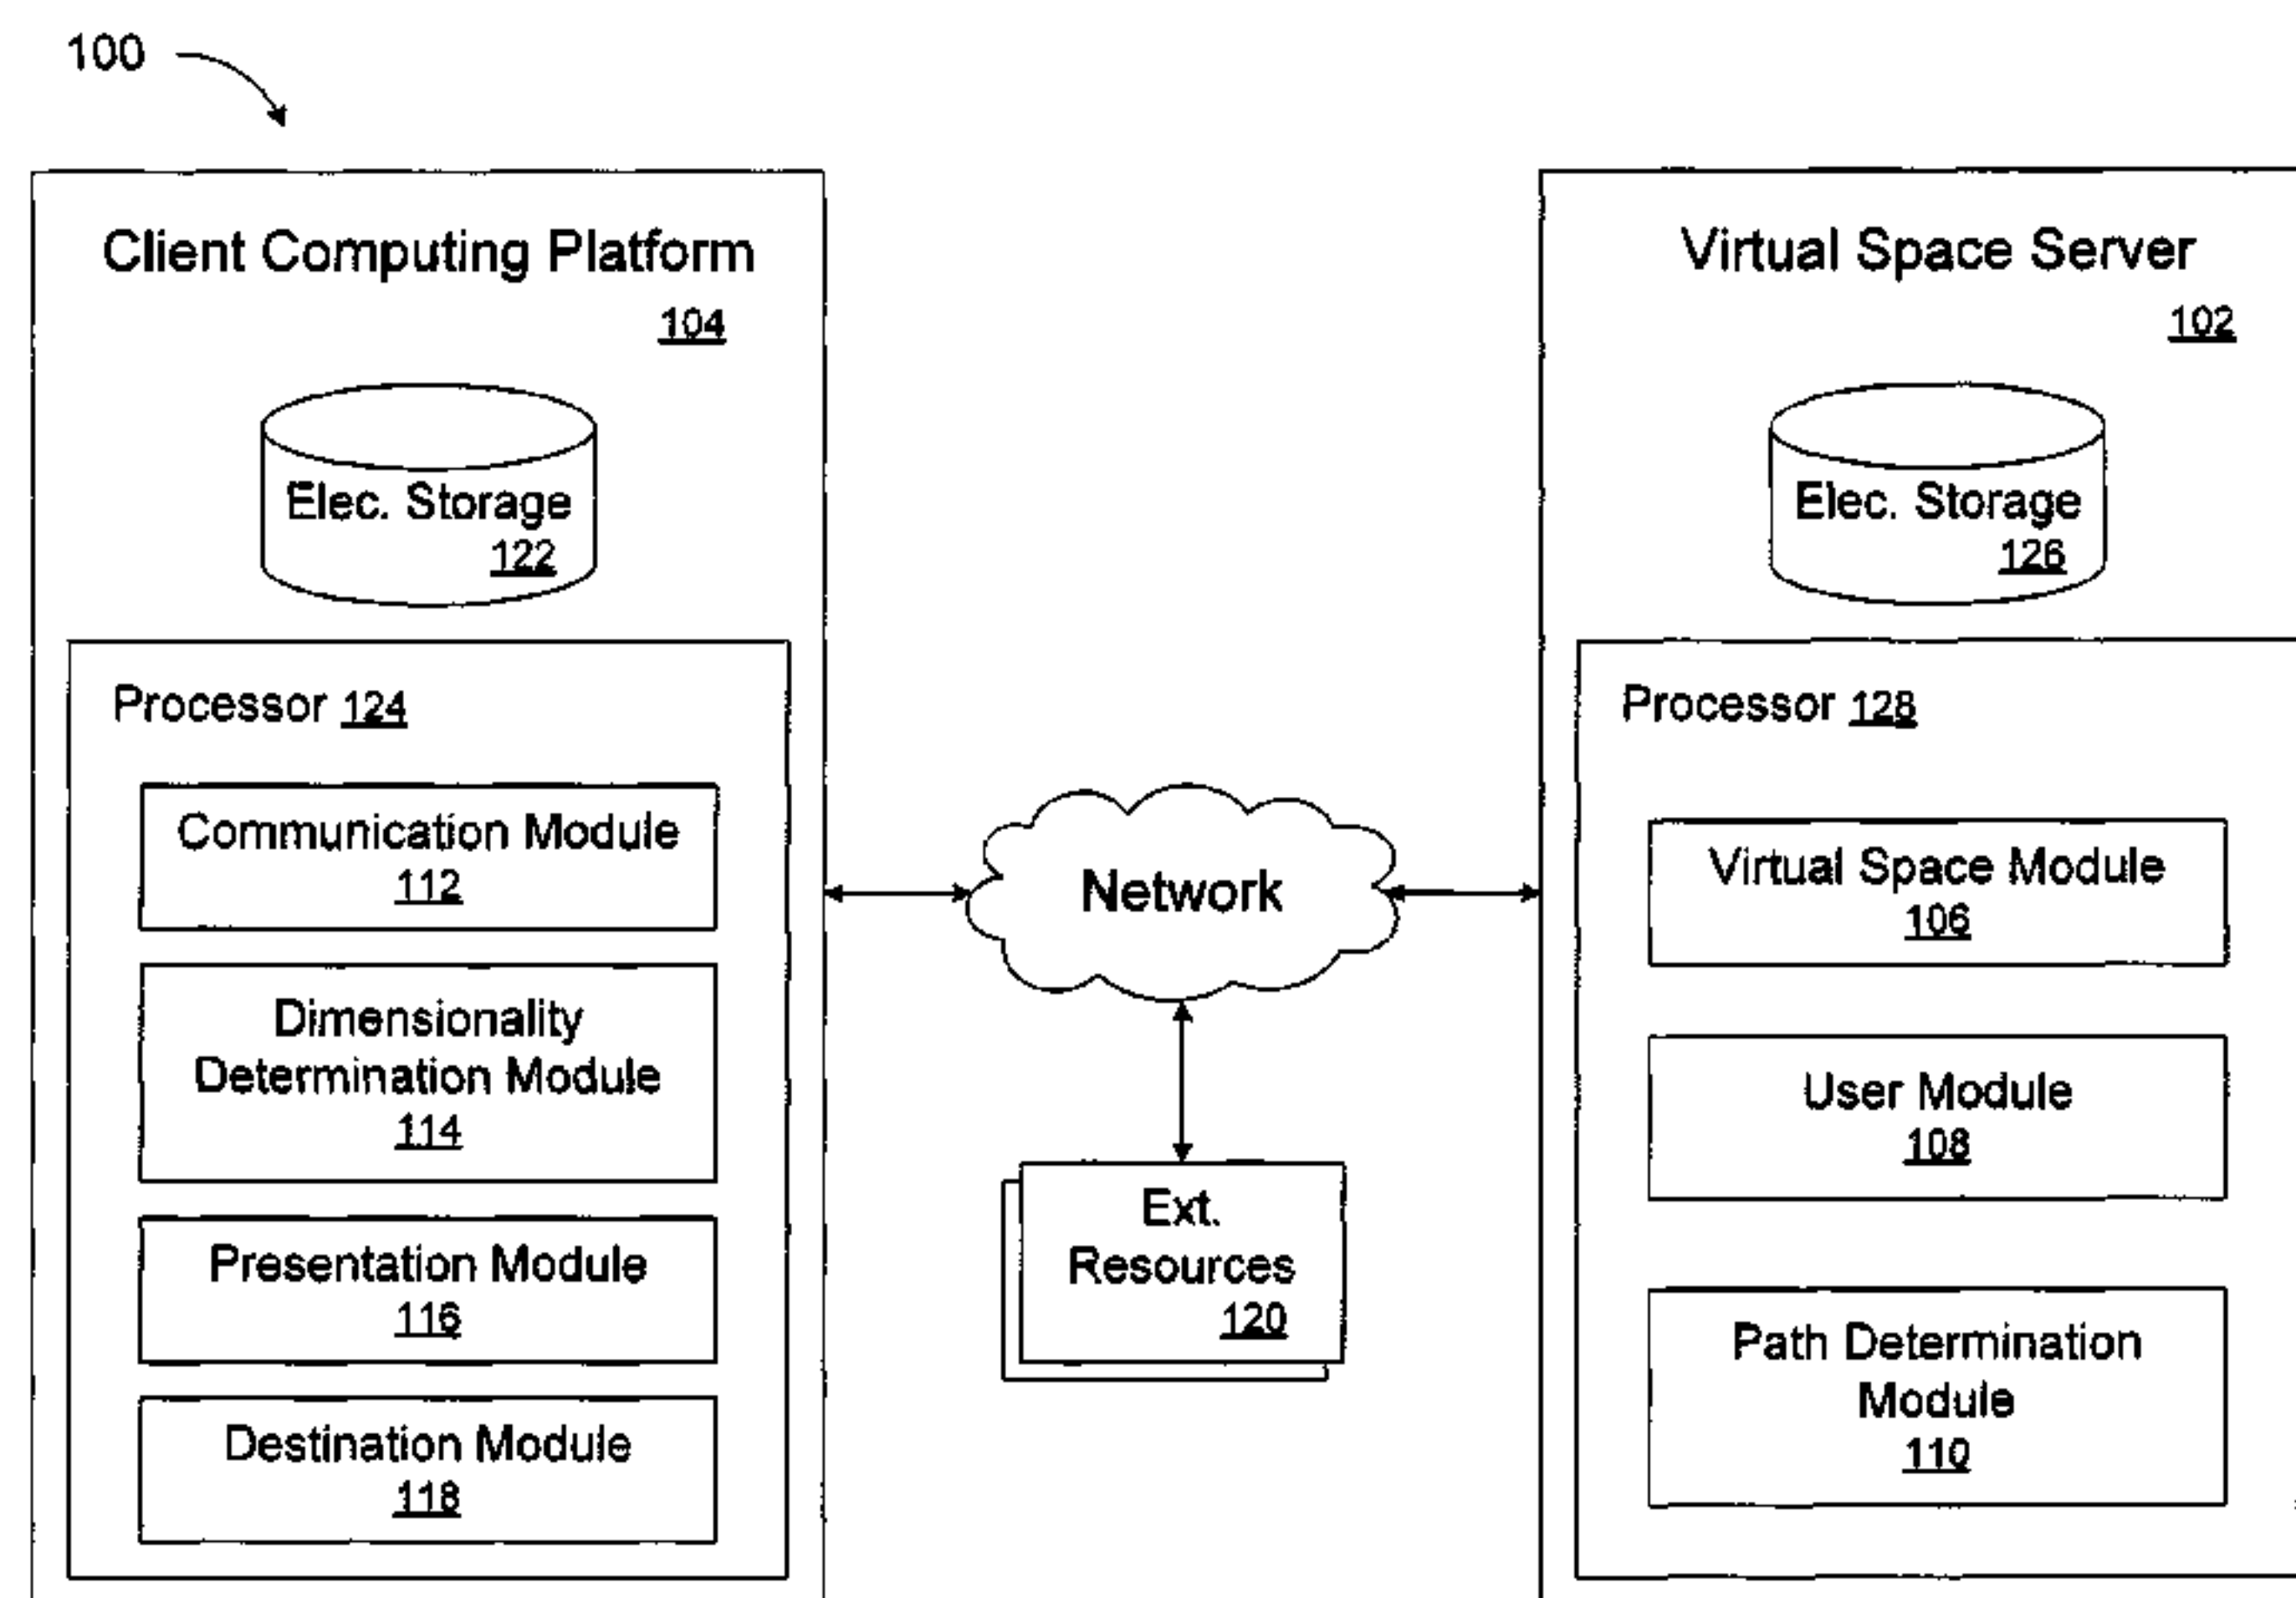 100
Client Computing Platform
104
Elec. Storage
122
Processor 124
Communication Module
112
Dimensionality
Determination Module
114
Presentation Module
116
Destination Module
118
Network
Ext.
Resources
120
Virtual Space Server
102
Elec. Storage
126
Processor 128
Virtual Space Module
106
User Module
108
Path Determination
Module
110